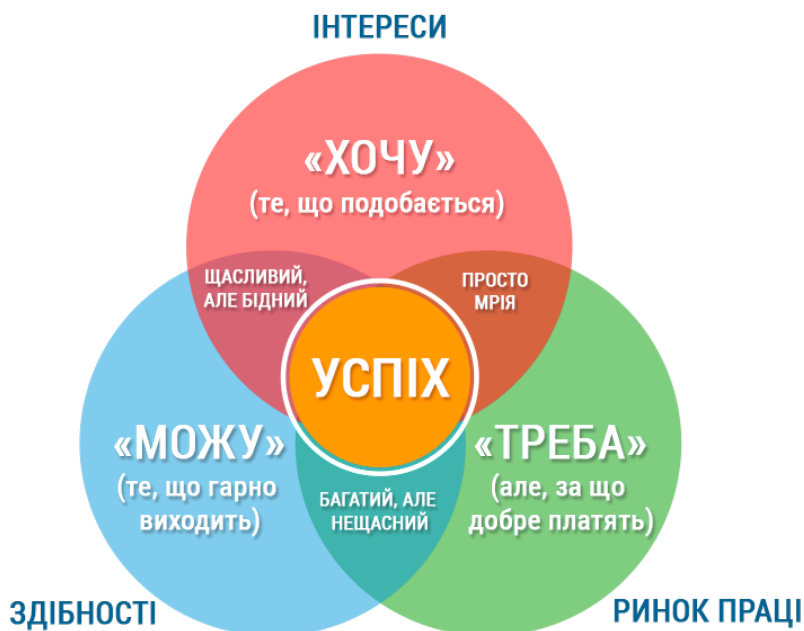 ІНТЕРЕСИ
«ХОЧУ»
(те, що подобається)
ЩАСЛИВИЙ,
АЛЕ БІДНИЙ
ПРОСТО
МРІЯ
УСПІХ
«МОЖУ»
(те, що гарно
виходить)
«ТРЕБА»
(але, за що
добре платять)
БАГАТИЙ, АЛЕ
НЕЩАСНИЙ
ЗДІБНОСТІ
РИНОК ПРАЦІ